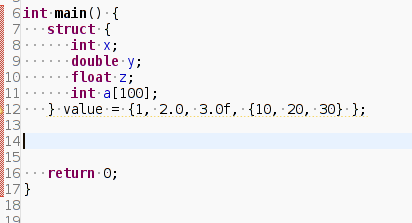 6 int main() {
7    struct {
8       int x;
9       double y;
10       float z;
11       int a[100];
12    } value = {1, 2.0, 3.0f, {10, 20, 30} };
13
14
15
16    return 0;
17 }
18
19